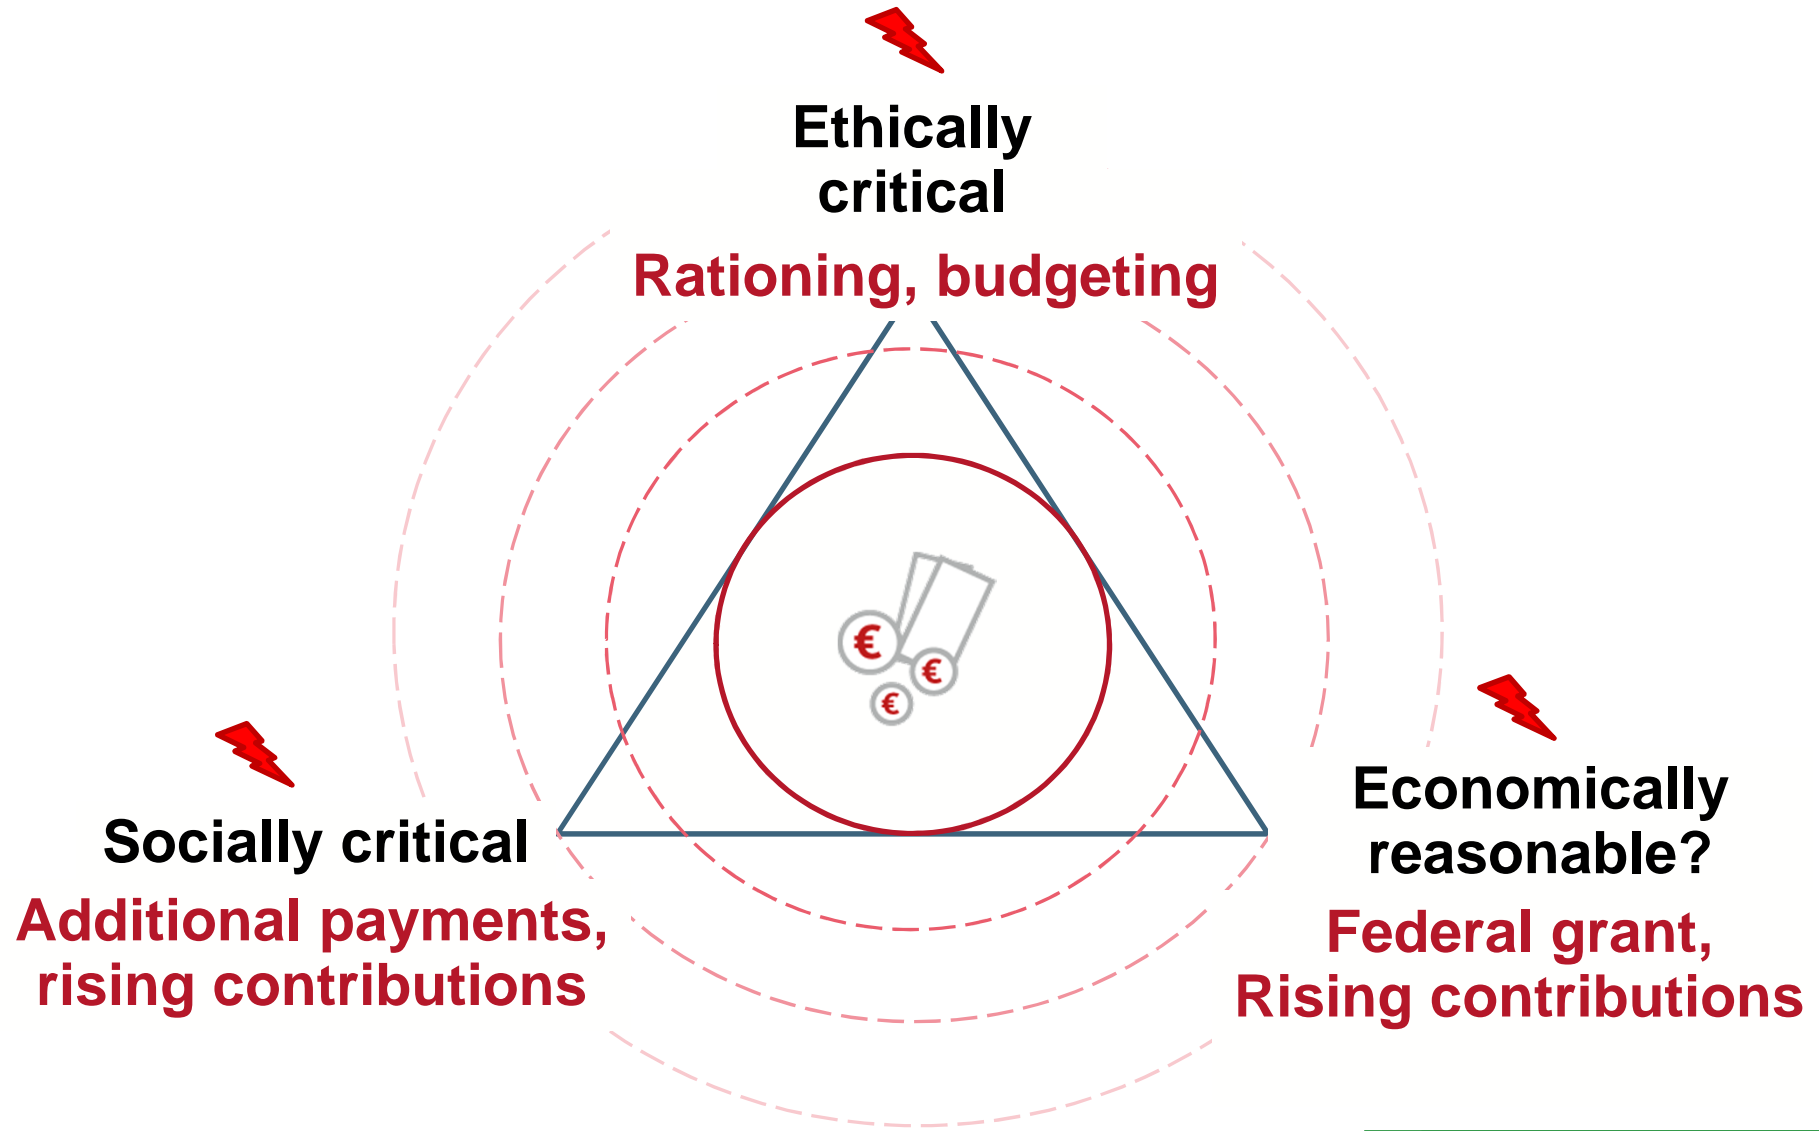 Ethically
critical
Rationing, budgeting
€
€
€
Socially critical
Additional payments,
rising contributions
Economically
reasonable?
Federal grant,
Rising contributions